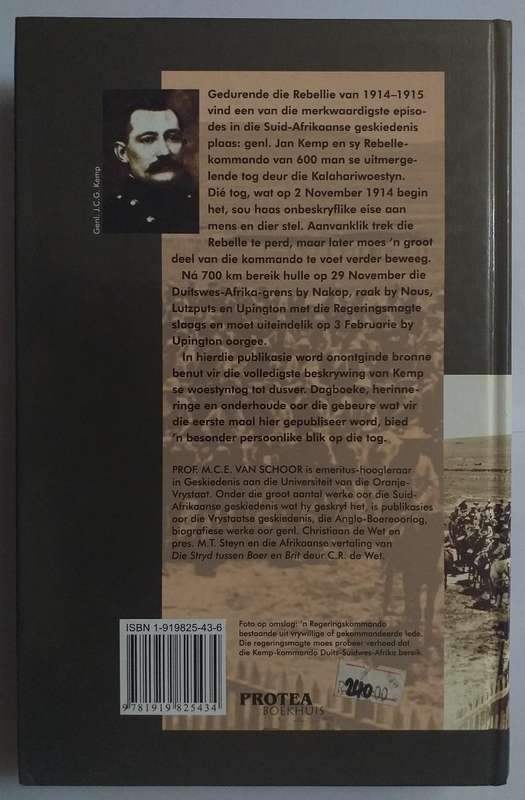 Gedurende die Rebellie van 1914–1915
vind een van die merkwaardigste episo-
des in die Suid-Afrikaanse geskiedenis
plaas: genl. Jan Kemp en sy Rebelle-
kommando van 600 man se uitmerge-
lende tog deur die Kalahariwoestyn.
Dié tog, wat op 2 November 1914 begin
het, sou haas onbeskryflike eise aan
mens en dier stel. Aanvanklik trek die
Rebelle te perd, maar later moes 'n groot
deel van die kommando te voet verder beweeg.
Ná 700 km bereik hulle op 29 November die
Duitswes-Afrika-grens by Nakop, raak by Nous,
Lutzputs en Upington met die Regeringsmagte
slaags en moet uiteindelik op 3 Februarie by
Upington oorgee.
In hierdie publikasie word onontginde bronne
benut vir die volledigste beskrywing van Kemp
se woestyntog tot dusver. Dagboeke, herinne-
ringe en onderhoude oor die gebeure wat vir
die eerste maal hier gepubliseer word, bied
'n besonder persoonlike blik op die tog.
Genl. J.C.G. Kemp
PROF. M.C.E. VAN SCHOOR is emeritus-hoogleraar
in Geskiedenis aan die Universiteit van die Oranje-
Vrystaat. Onder die groot aantal werke oor die Suid-
Afrikaanse geskiedenis wat hy geskryf het, is publikasies
oor die Vrystaatse geskiedenis, die Anglo-Boereoorlog,
biografiese werke oor genl. Christiaan de Wet en
pres. M.T. Steyn en die Afrikaanse vertaling van
Die Stryd tussen Boer en Brit deur C.R. de Wet.
ISBN 1-919825-43-6
9 781919 825434
Foto op omslag: 'n Regeringskommando
bestaande uit vrywillige of gekommandeerde lede.
Die regeringsmagte moes probeer verhoed dat
die Kemp-kommando Duits-Suidwes-Afrika bereik.
240.00
PROTEA
BOEKHUIS